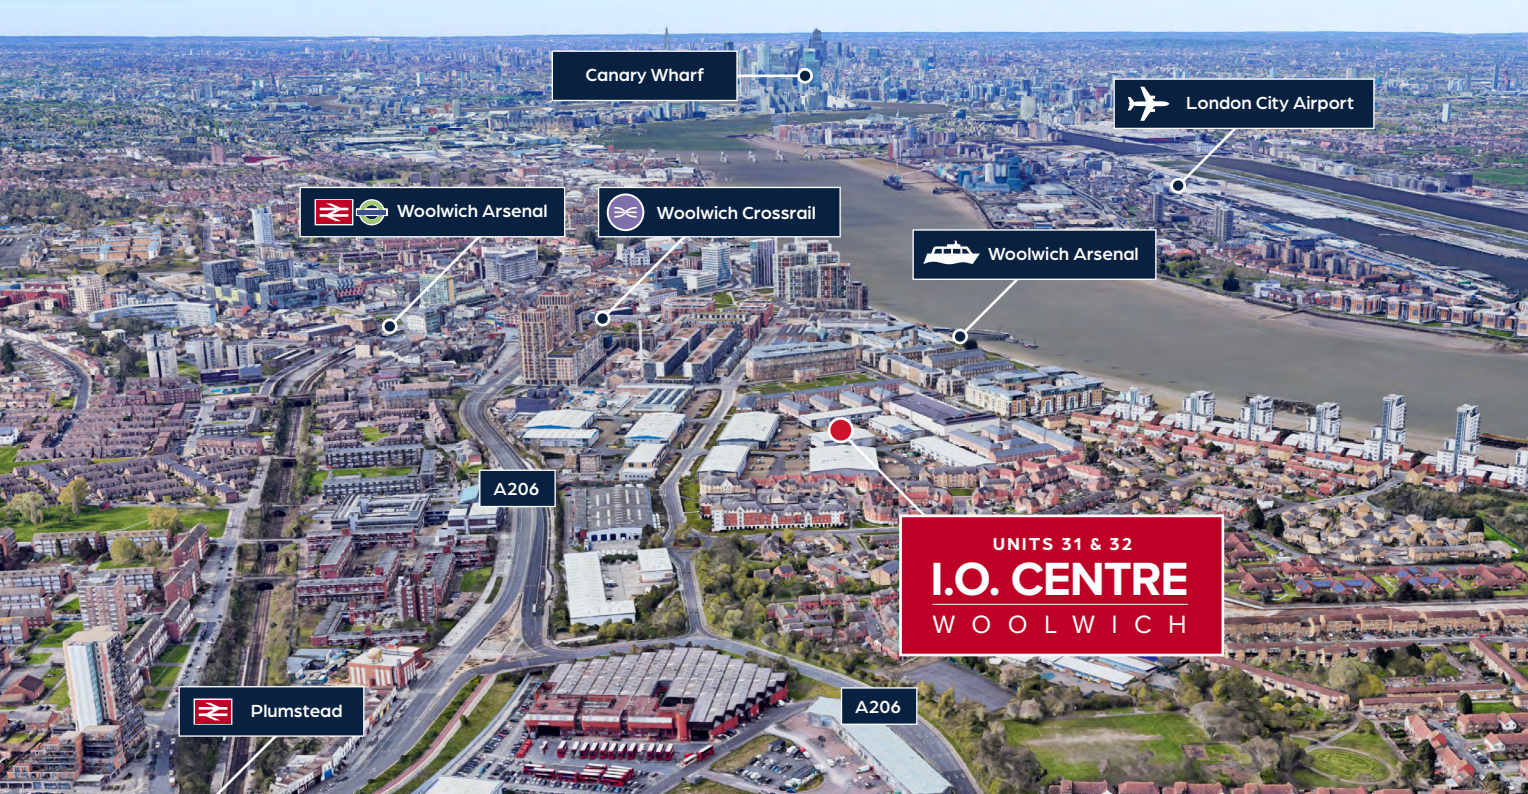 Canary Wharf
London City Airport
Woolwich Arsenal
Woolwich Crossrail
Woolwich Arsenal
A206
UNITS 31 & 32
I.O. CENTRE
WOOLWICH
Plumstead
A206